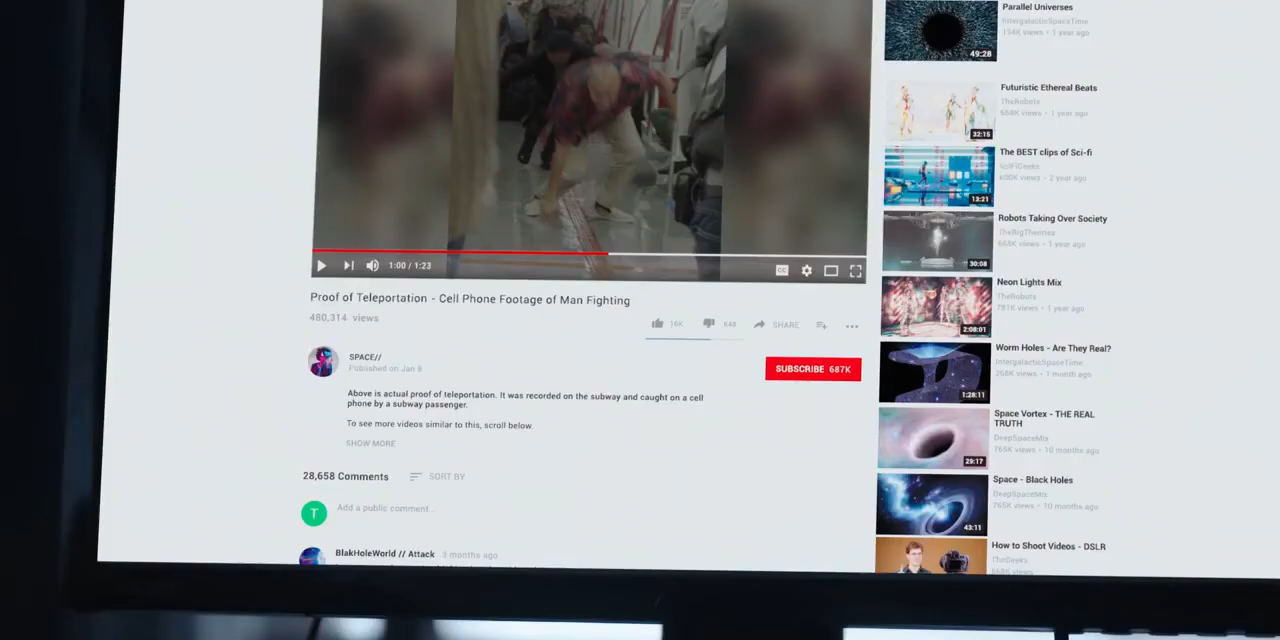 1:00 / 1:23
CC
Proof of Teleportation - Cell Phone Footage of Man Fighting
480,314 views
16K
648
SHARE
SPACE//
Published on Jan 9
SUBSCRIBE 687K
Above is actual proof of teleportation. It was recorded on the subway and caught on a cell
phone by a subway passenger.
To see more videos similar to this, scroll below.
SHOW MORE
28,658 Comments
SORT BY
T
Add a public comment...
BlakHoleWorld // Attack
Parallel Universes
IntergalacticSpaceTime
194K views • 1 year ago
49:28
Futuristic Ethereal Beats
TheRobots
668K views • 1 year ago
32:15
The BEST clips of Sci-fi
SciFiGeeks
600K views • 2 year ago
13:21
Robots Taking Over Society
TheBigTheories
668K views • 1 year ago
30:08
Neon Lights Mix
TheRobots
781K views • 1 year ago
2:08:01
Worm Holes - Are They Real?
IntergalacticSpaceTime
268K views • 1 month ago
1:28:11
Space Vortex - THE REAL
TRUTH
DeepSpaceMix
765K views • 10 months ago
29:17
Space - Black Holes
DeepSpaceMix
765K views • 10 months ago
43:11
How to Shoot Videos - DSLR
TheGeeks